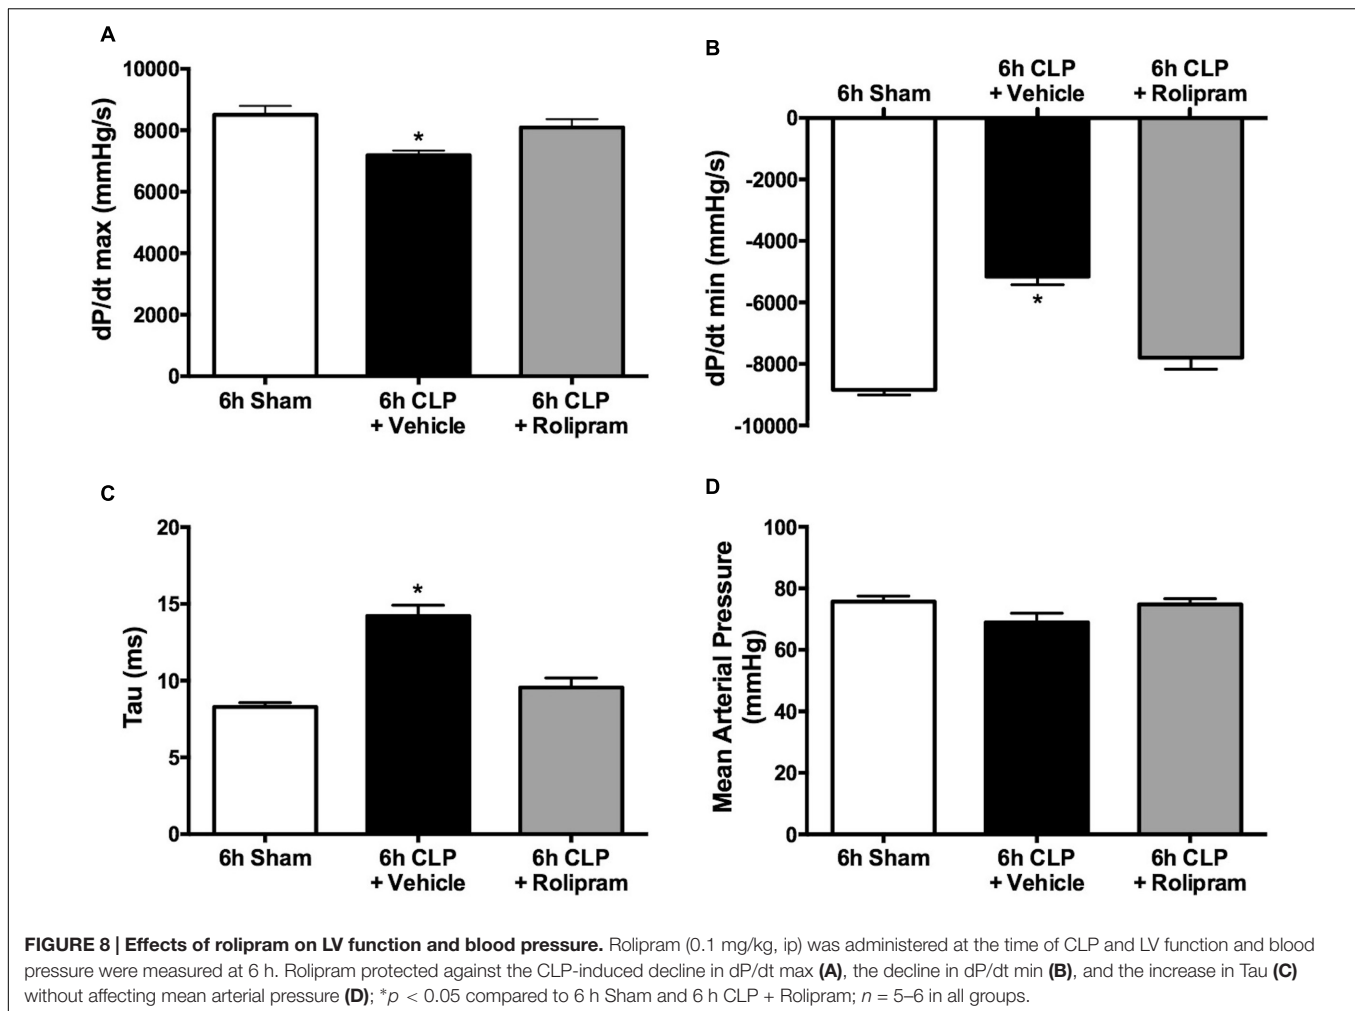 A
10000
8000
6000
4000
2000
0
dP/dt max (mmHg/s)
*
6h Sham
6h CLP
+ Vehicle
6h CLP
+ Rolipram
B
6h Sham
6h CLP
+ Vehicle
6h CLP
+ Rolipram
0
-2000
-4000
-6000
-8000
-10000
dP/dt min (mmHg/s)
*
C
20
15
10
5
0
Tau (ms)
*
6h Sham
6h CLP
+ Vehicle
6h CLP
+ Rolipram
D
100
80
60
40
20
0
Mean Arterial Pressure
(mmHg)
6h Sham
6h CLP
+ Vehicle
6h CLP
+ Rolipram
FIGURE 8 | Effects of rolipram on LV function and blood pressure. Rolipram (0.1 mg/kg, ip) was administered at the time of CLP and LV function and blood
pressure were measured at 6 h. Rolipram protected against the CLP-induced decline in dP/dt max (A), the decline in dP/dt min (B), and the increase in Tau (C)
without affecting mean arterial pressure (D); *p < 0.05 compared to 6 h Sham and 6 h CLP + Rolipram; n = 5–6 in all groups.